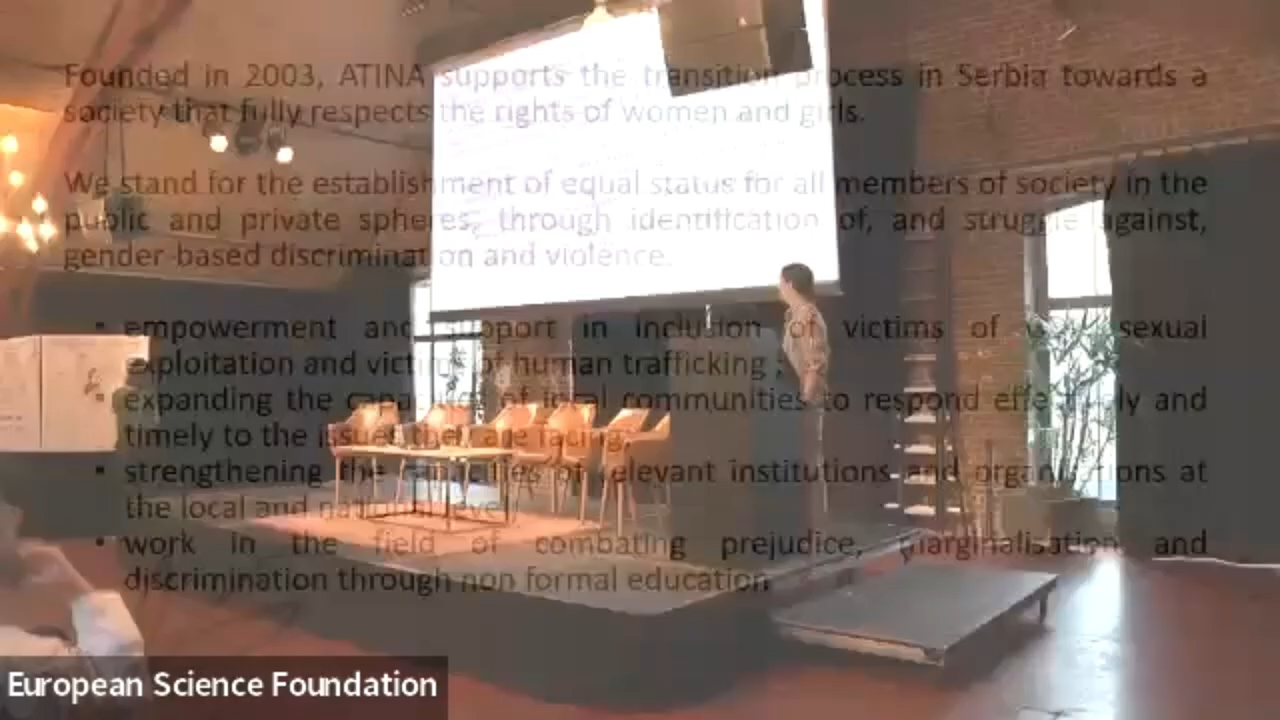 Founded in 2003, ATINA supports the transition process in Serbia towards a
society that fully respects the rights of women and girls.
We stand for the establishment of equal status for all members of society in the
public and private spheres, through identification of, and struggle against,
gender-based discrimination and violence.
▪ empowerment and support in inclusion of victims of sexual
exploitation and victims of human trafficking ;
▪ expanding the capacities of local communities to respond effectively and
timely to the issues they are facing;
▪ strengthening the capacities of relevant institutions and organisations at
the local and national level
▪ work in the field of combating prejudice, marginalisation and
discrimination through non formal education
European Science Foundation